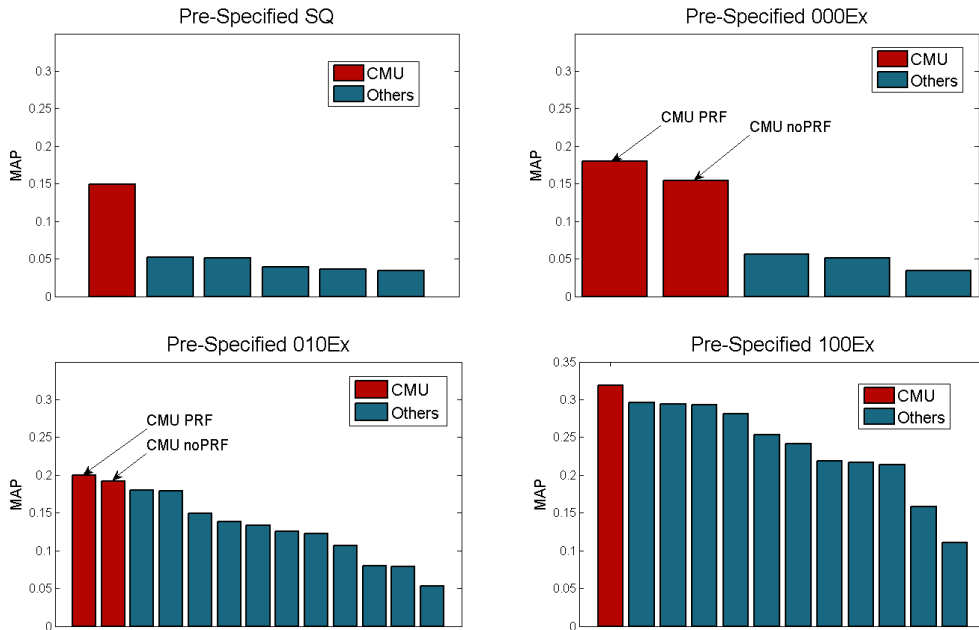 Pre-Specified SQ
MAP
0.3
0.25
0.2
0.15
0.1
0.05
0
CMU
Others
Pre-Specified 000Ex
MAP
0.3
0.25
0.2
0.15
0.1
0.05
0
CMU
Others
CMU PRF
CMU noPRF
Pre-Specified 010Ex
MAP
0.3
0.25
0.2
0.15
0.1
0.05
0
CMU
Others
CMU PRF
CMU noPRF
Pre-Specified 100Ex
MAP
0.35
0.3
0.25
0.2
0.15
0.1
0.05
0
CMU
Others